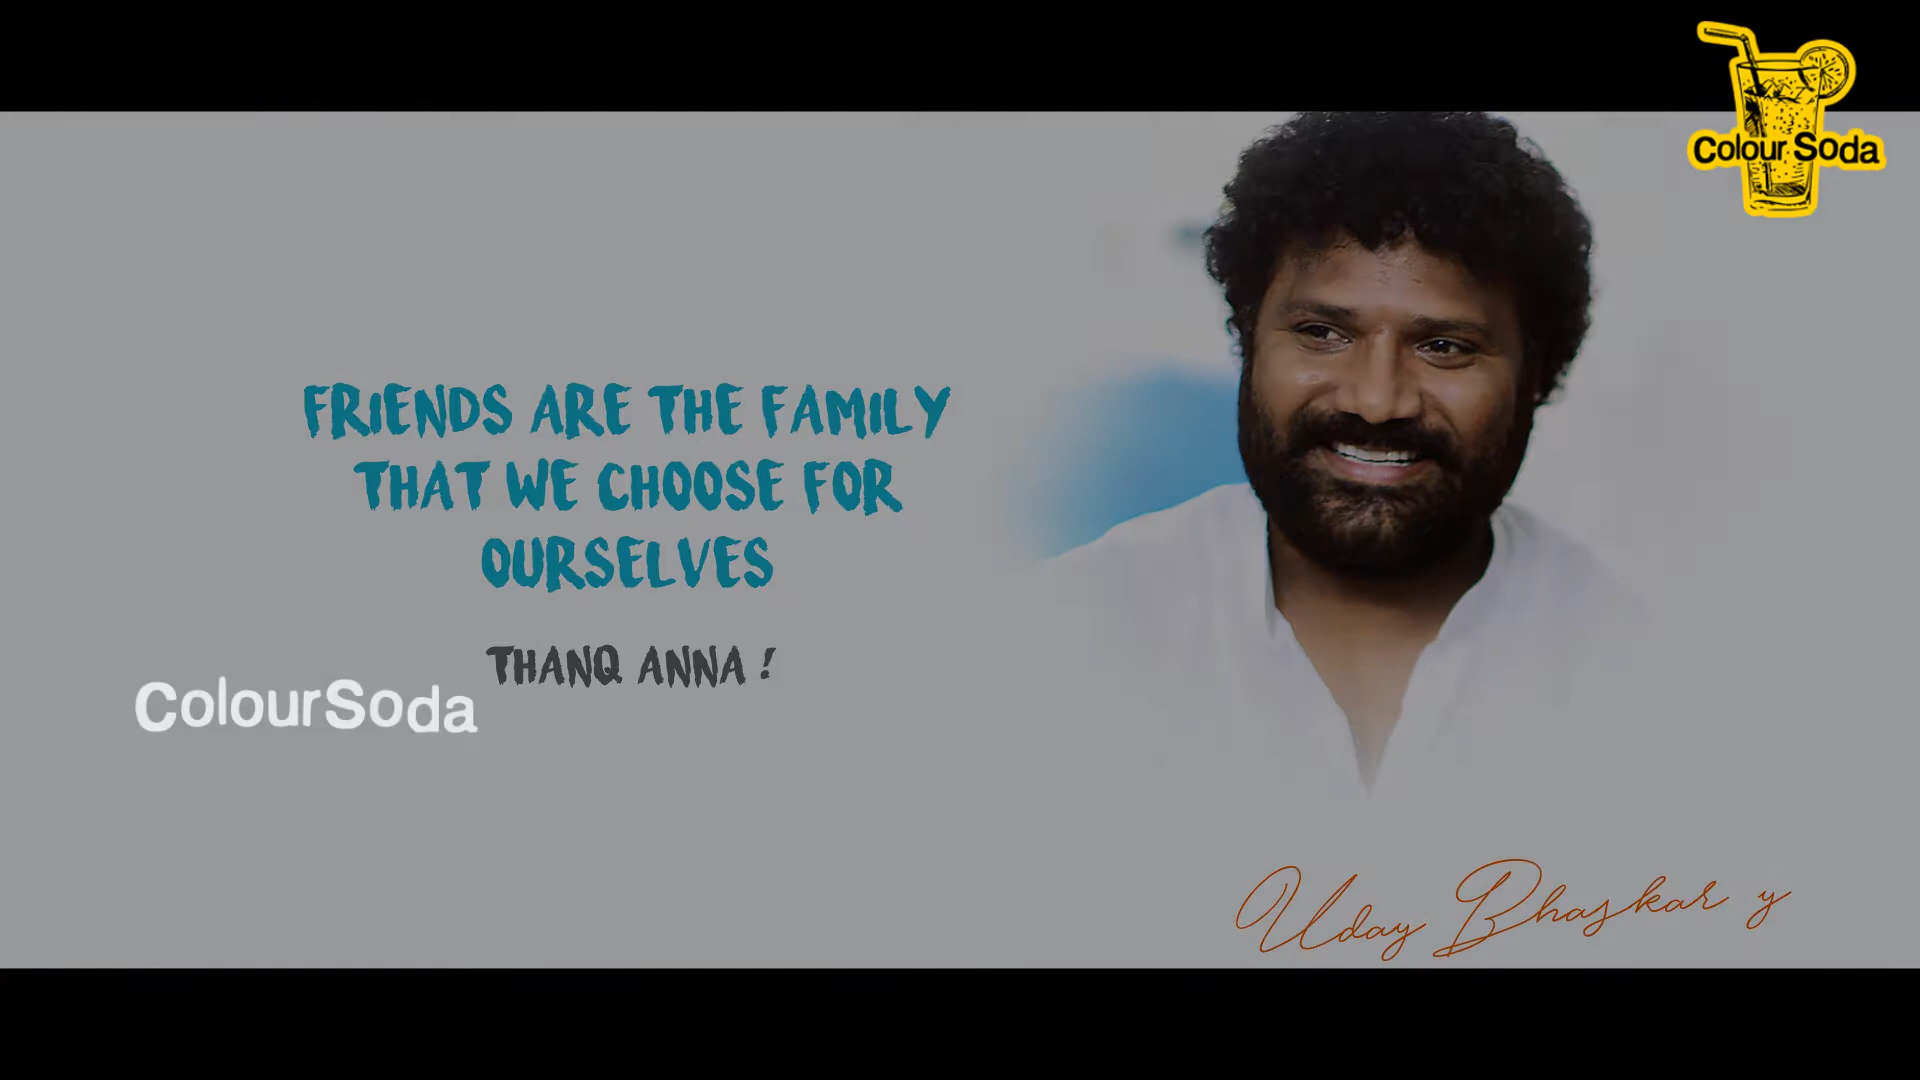 Colour Soda
FRIENDS ARE THE FAMILY
THAT WE CHOOSE FOR
OURSELVES
THANQ ANNA !
ColourSoda
Uday Bhaskar y